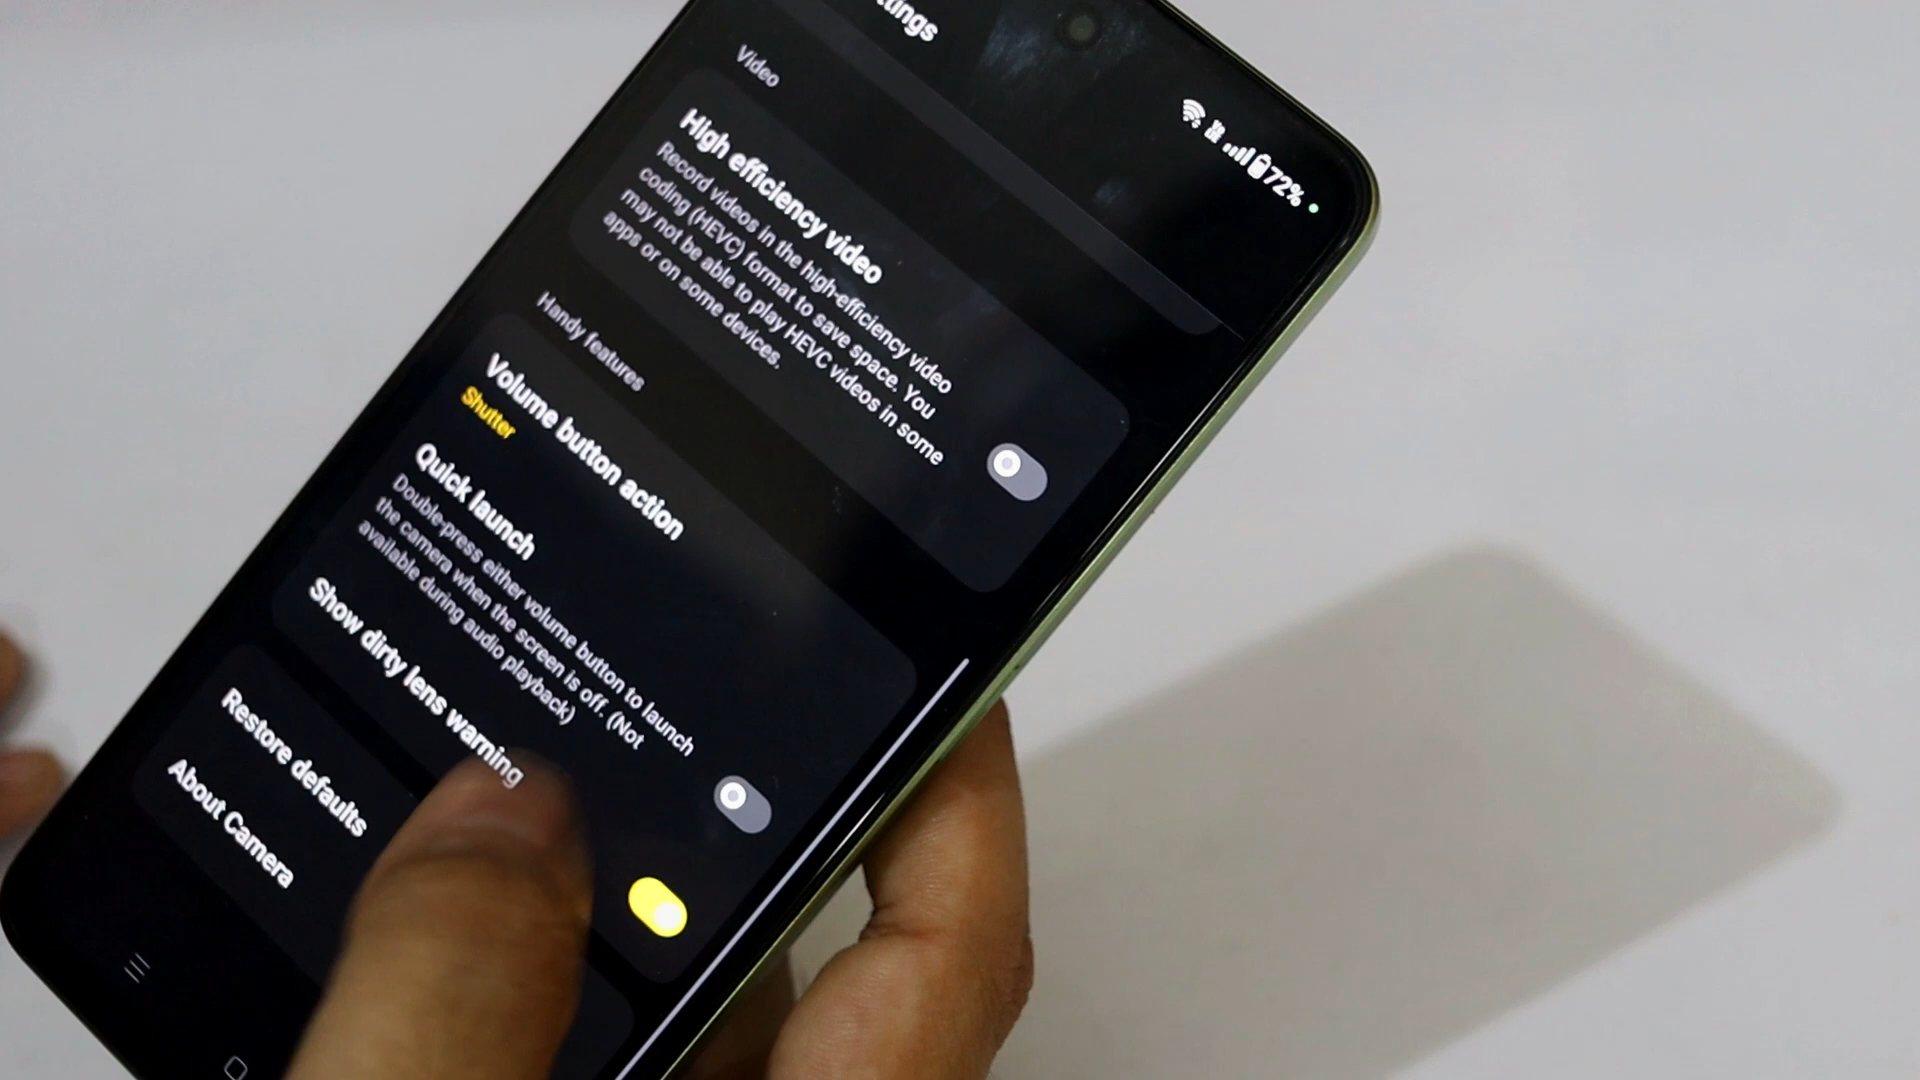 72%
Video
High efficiency video
Record videos in the high-efficiency video
coding (HEVC) format to save space. You
may not be able to play HEVC videos in some
apps or on some devices.
Handy features
Volume button action
Shutter
Quick launch
Double-press either volume button to launch
the camera when the screen is off. (Not
available during audio playback)
Show dirty lens warning
Restore defaults
About Camera